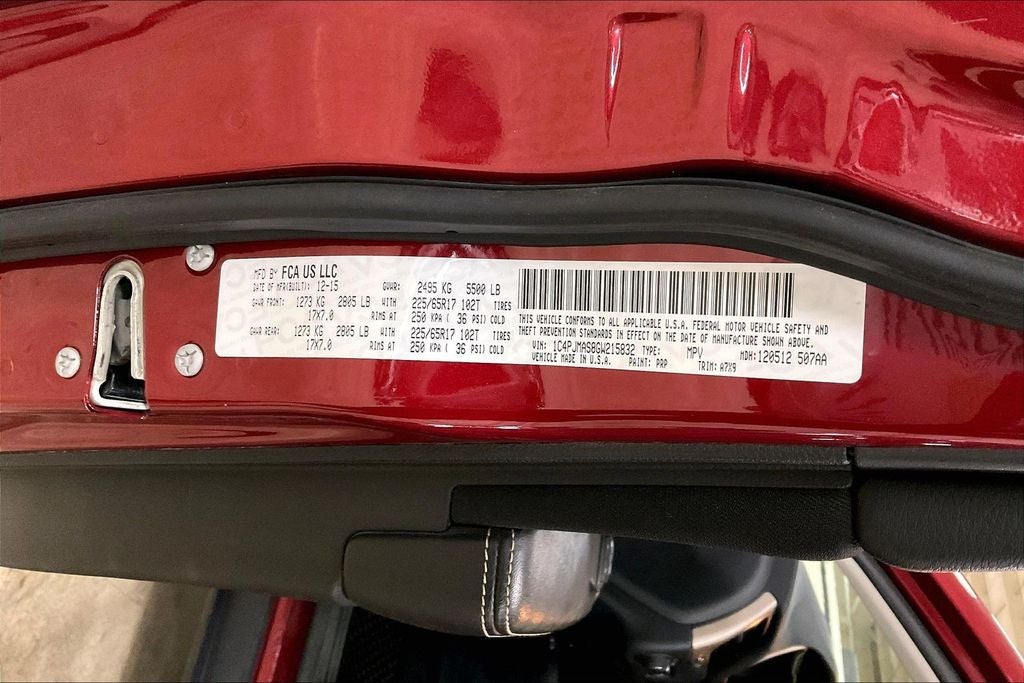 MFD BY FCA US LLC
DATE OF MFR(BUILT): 12-15 GVWR: 2495 KG 5500 LB
GAWR FRONT: 1273 KG 2805 LB WITH 225/65R17 102T TIRES
17X7.0 RIMS AT 250 KPA ( 36 PSI) COLD
GAWR REAR: 1273 KG 2805 LB WITH 225/65R17 102T TIRES
17X7.0 RIMS AT 250 KPA ( 36 PSI) COLD
THIS VEHICLE CONFORMS TO ALL APPLICABLE U.S.A. FEDERAL MOTOR VEHICLE SAFETY AND
THEFT PREVENTION STANDARDS IN EFFECT ON THE DATE OF MANUFACTURE SHOWN ABOVE.
VIN: 1C4PJMAS8GW215832 TYPE: MPV MDH: 120512 507AA
VEHICLE MADE IN U.S.A. PAINT: PRP TRIM: A7X9